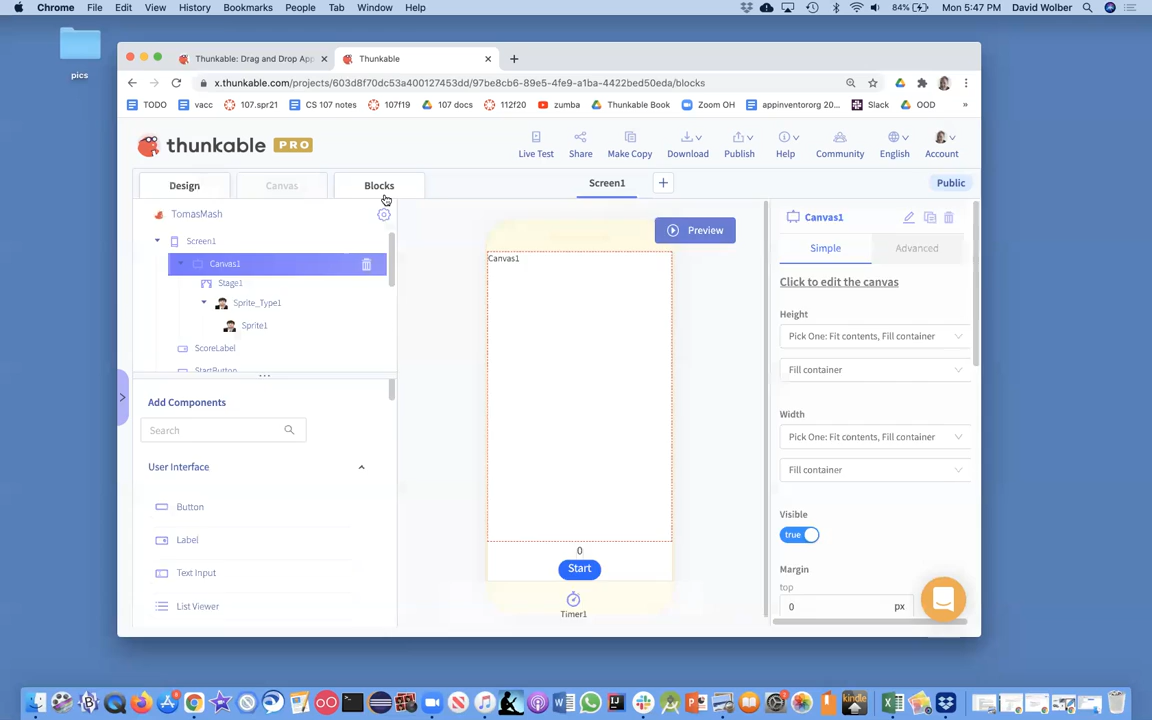 Chrome File Edit View History Bookmarks People Tab Window Help 84% Mon 5:47 PM David Wolber
pics
Thunkable: Drag and Drop App
Thunkable
x.thunkable.com/projects/603d8f70dc53a400127453dd/97be8cb6-89e5-4fe9-a1ba-4422bed50eda/blocks
TODO vacc 107.spr21 CS 107 notes 107f19 107 docs 112f20 zumba Thunkable Book Zoom OH appinventororg 20... Slack OOD »
thunkable PRO
Live Test Share Make Copy Download Publish Help Community English Account
Design Canvas Blocks Screen1 + Public
TomasMash
Screen1
Canvas1
Stage1
Sprite_Type1
Sprite1
ScoreLabel
StartButton
Add Components
Search
User Interface
Button
Label
Text Input
List Viewer
Preview
Canvas1
0
Start
Timer1
Canvas1
Simple Advanced
Click to edit the canvas
Height
Pick One: Fit contents, Fill container
Fill container
Width
Pick One: Fit contents, Fill container
Fill container
Visible
true
Margin
top
0 px